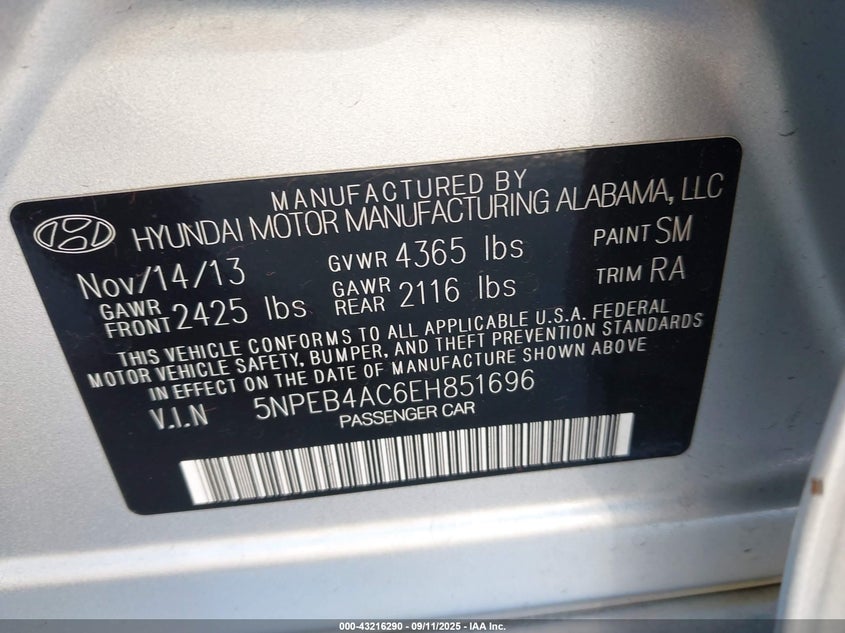 MANUFACTURED BY
HYUNDAI MOTOR MANUFACTURING ALABAMA, LLC
Nov/14/13 GVWR 4365 lbs PAINT SM
GAWR FRONT 2425 lbs GAWR REAR 2116 lbs TRIM RA
THIS VEHICLE CONFORMS TO ALL APPLICABLE U.S.A. FEDERAL
MOTOR VEHICLE SAFETY, BUMPER, AND THEFT PREVENTION STANDARDS
IN EFFECT ON THE DATE OF MANUFACTURE SHOWN ABOVE
V.I.N 5NPEB4AC6EH851696
PASSENGER CAR
000-43216290 - 09/11/2025 - IAA Inc.